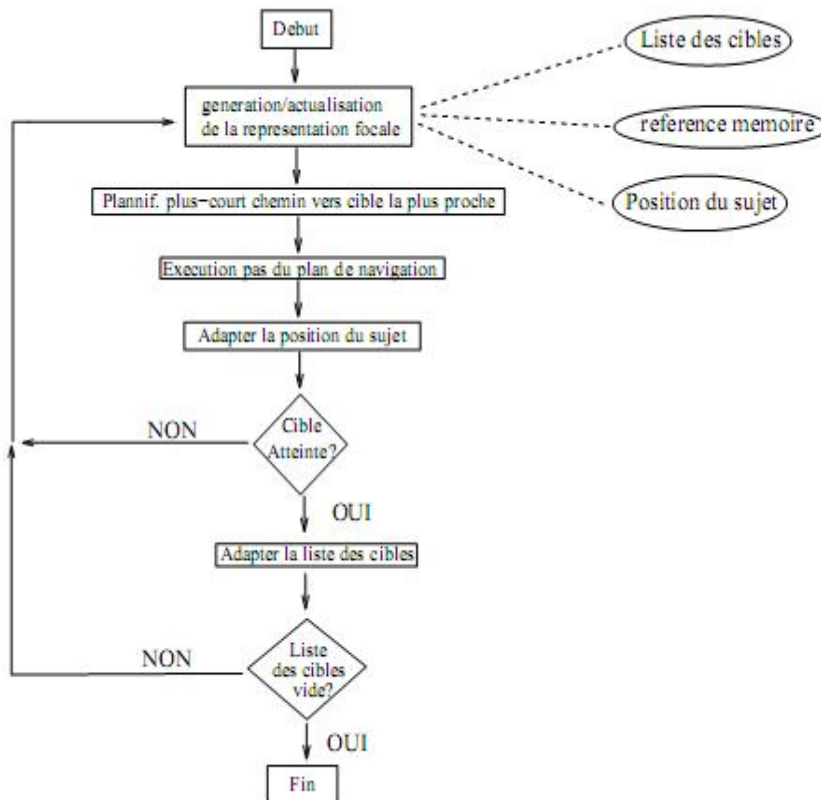 Debut
Liste des cibles
generation/actualisation
de la representation focale
reference memoire
Plannif. plus-court chemin vers cible la plus proche
Position du sujet
Execution pas du plan de navigation
Adapter la position du sujet
NON
Cible
Atteinte?
OUI
Adapter la liste des cibles
NON
Liste
des cibles
vide?
OUI
Fin